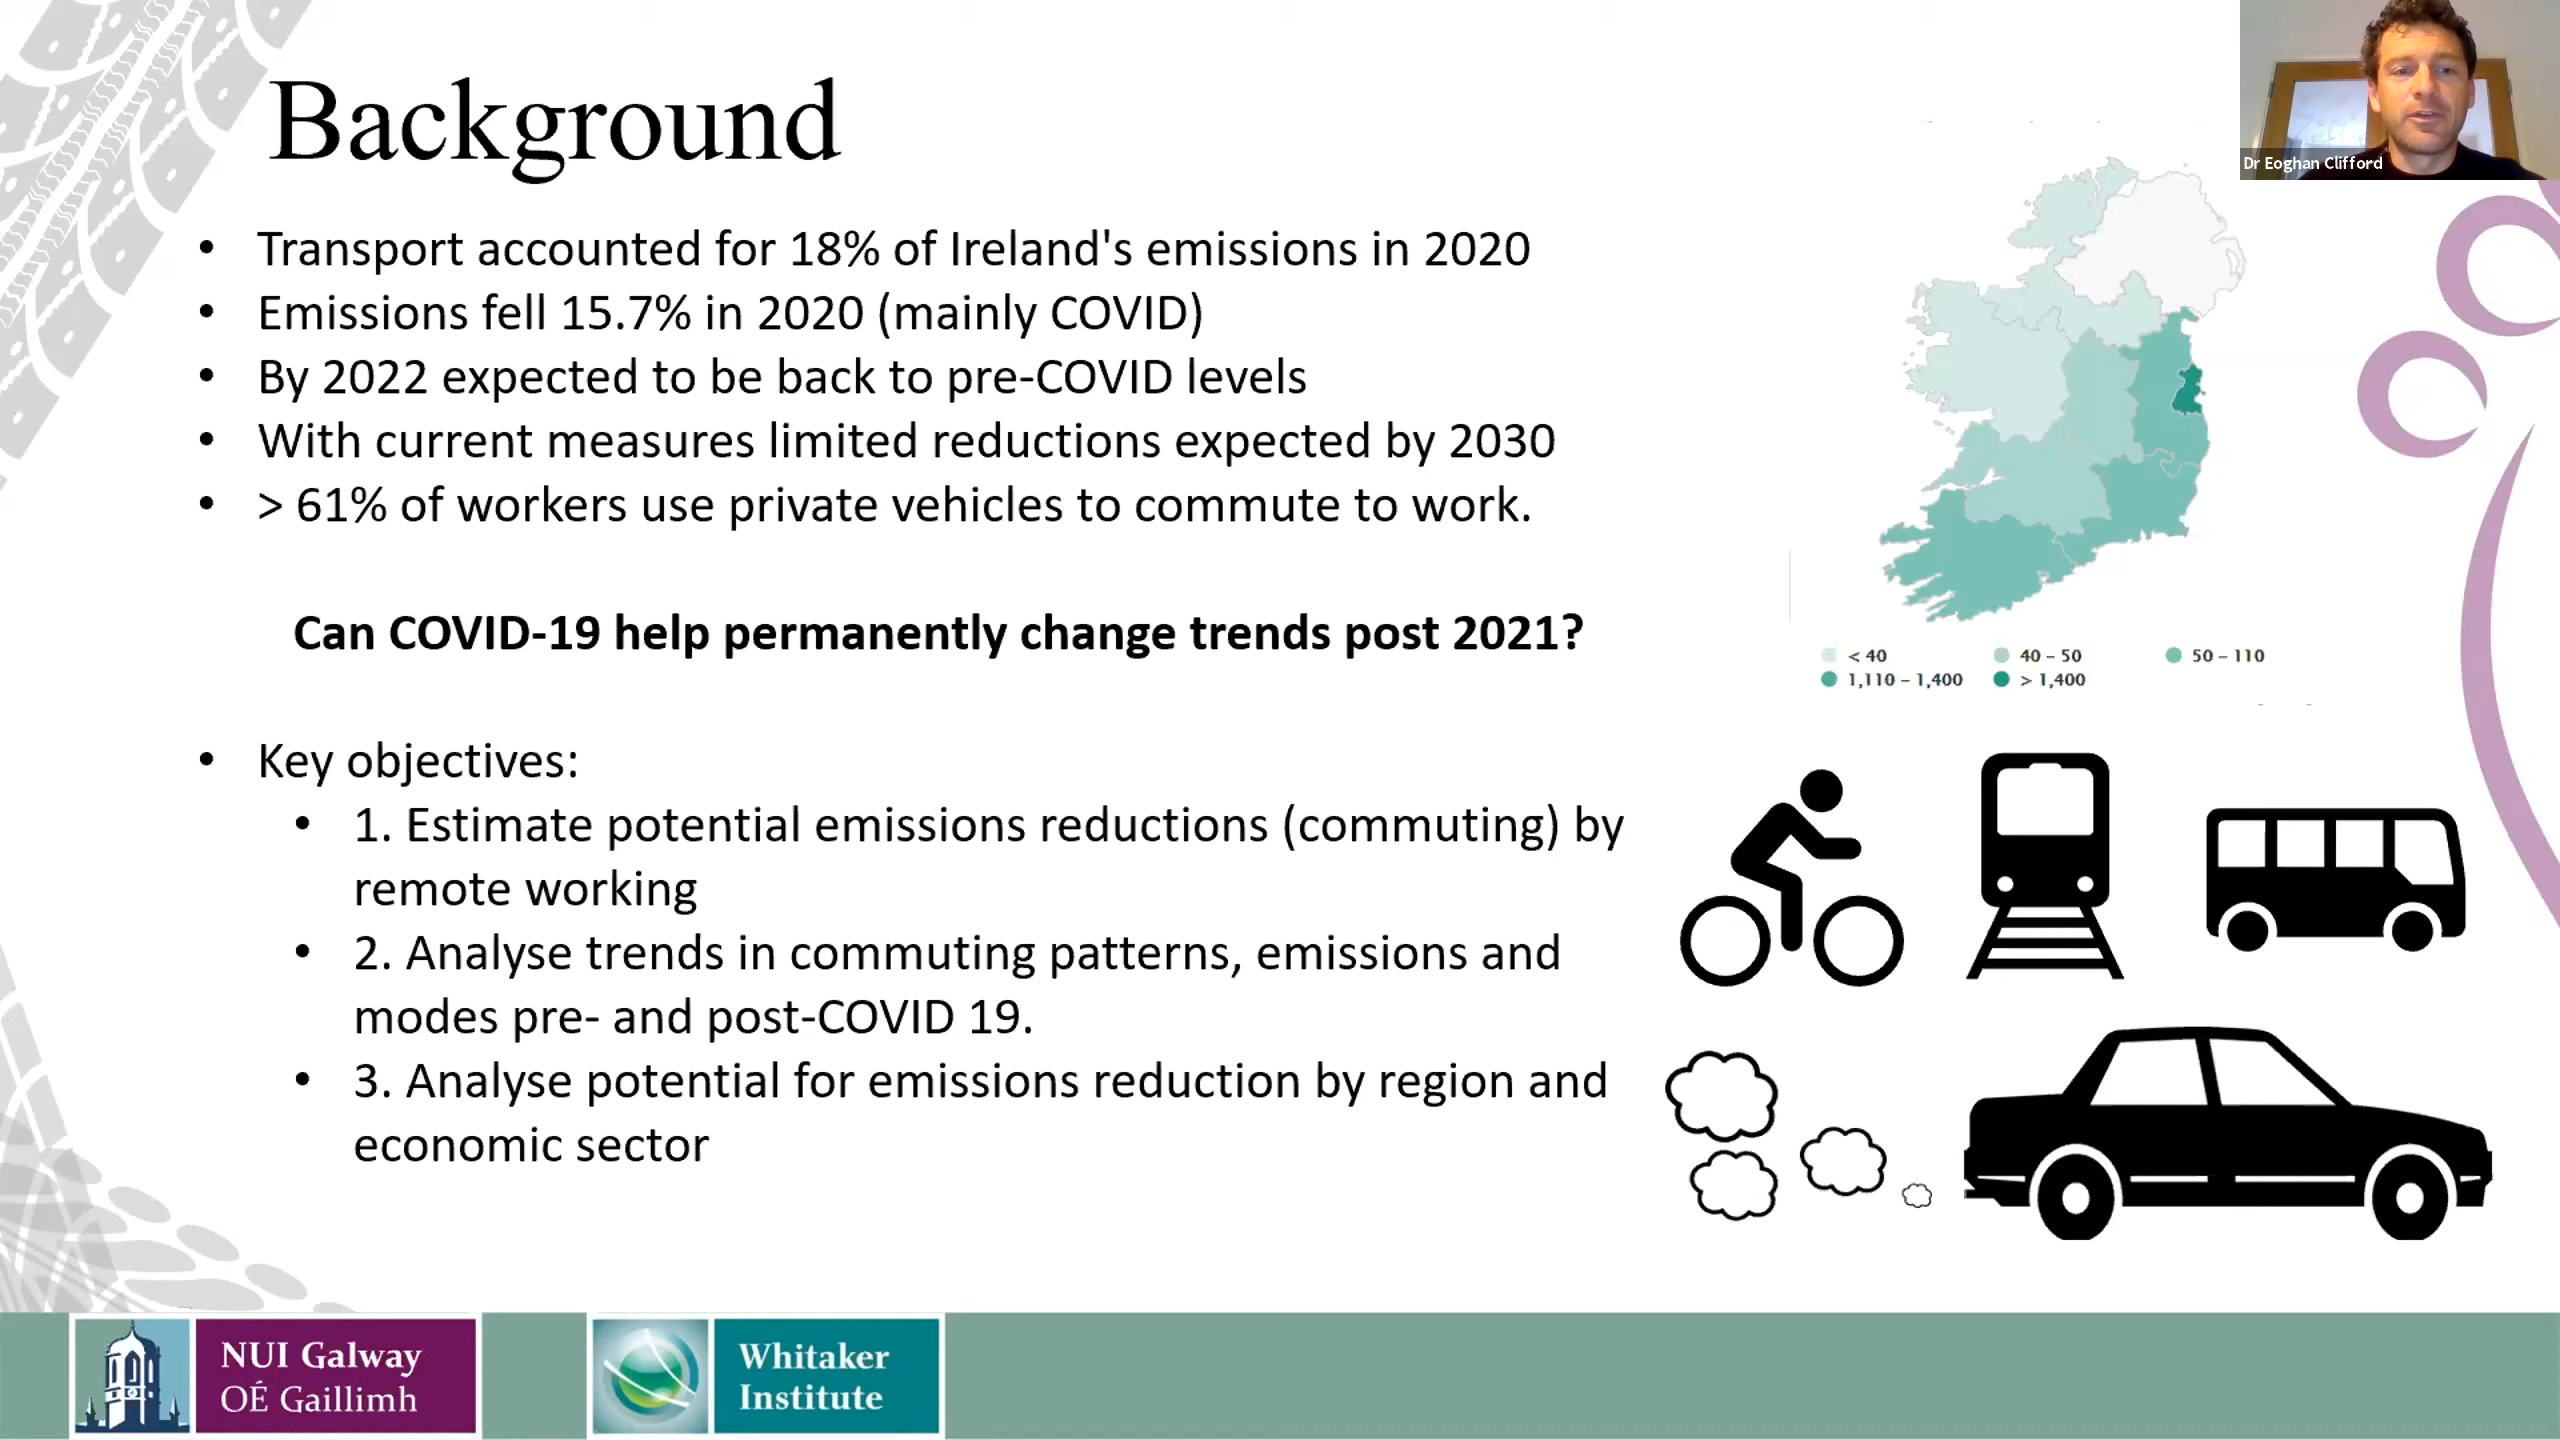 Background
Dr Eoghan Clifford
• Transport accounted for 18% of Ireland's emissions in 2020
• Emissions fell 15.7% in 2020 (mainly COVID)
• By 2022 expected to be back to pre-COVID levels
• With current measures limited reductions expected by 2030
• > 61% of workers use private vehicles to commute to work.
Can COVID-19 help permanently change trends post 2021?
< 40
40 – 50
50 – 110
1,110 – 1,400
> 1,400
• Key objectives:
• 1. Estimate potential emissions reductions (commuting) by
remote working
• 2. Analyse trends in commuting patterns, emissions and
modes pre- and post-COVID 19.
• 3. Analyse potential for emissions reduction by region and
economic sector
NUI Galway
OÉ Gaillimh
Whitaker
Institute